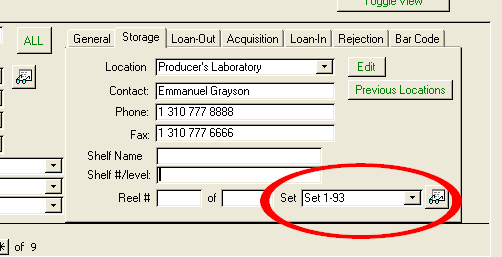 Toggle View
ALL
General Storage Loan-Out Acquisition Loan-In Rejection Bar Code
Location Producer's Laboratory Edit
Contact: Emmanuel Grayson Previous Locations
Phone: 1 310 777 8888
Fax: 1 310 777 6666
Shelf Name
Shelf #/level:
Reel # of Set Set 1-93
* of 9